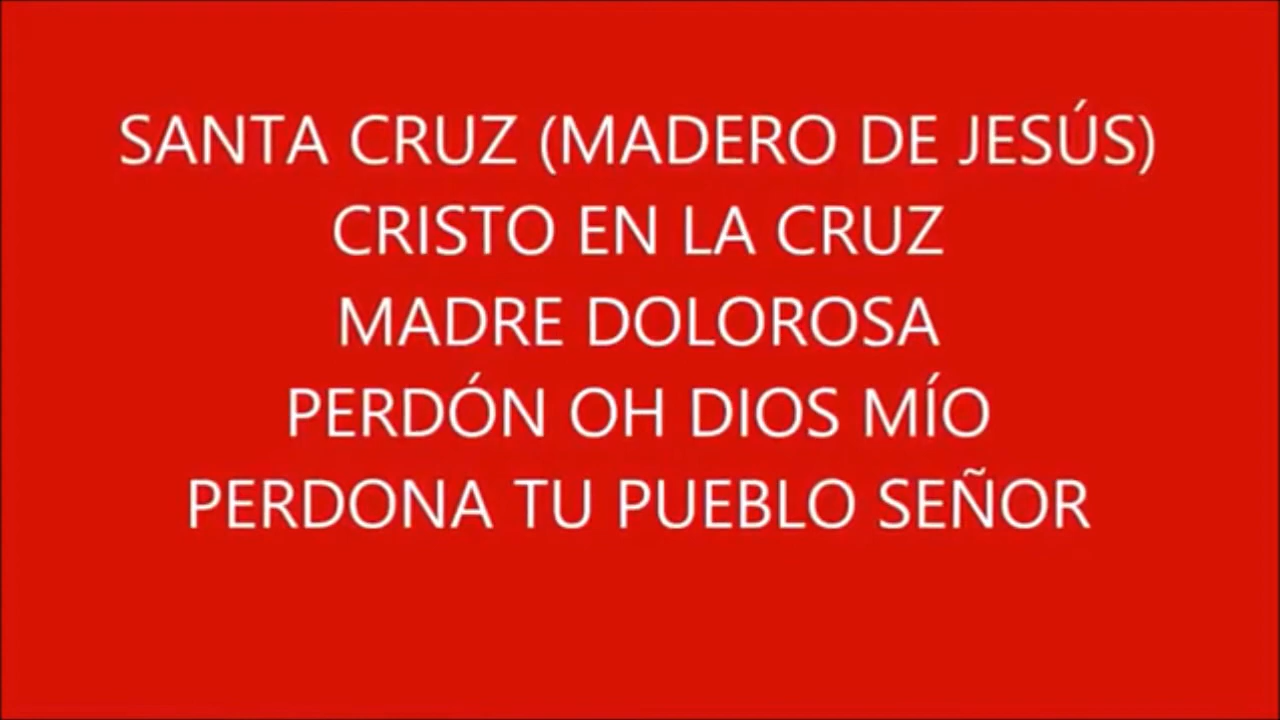 SANTA CRUZ (MADERO DE JESÚS)
CRISTO EN LA CRUZ
MADRE DOLOROSA
PERDÓN OH DIOS MÍO
PERDONA TU PUEBLO SEÑOR